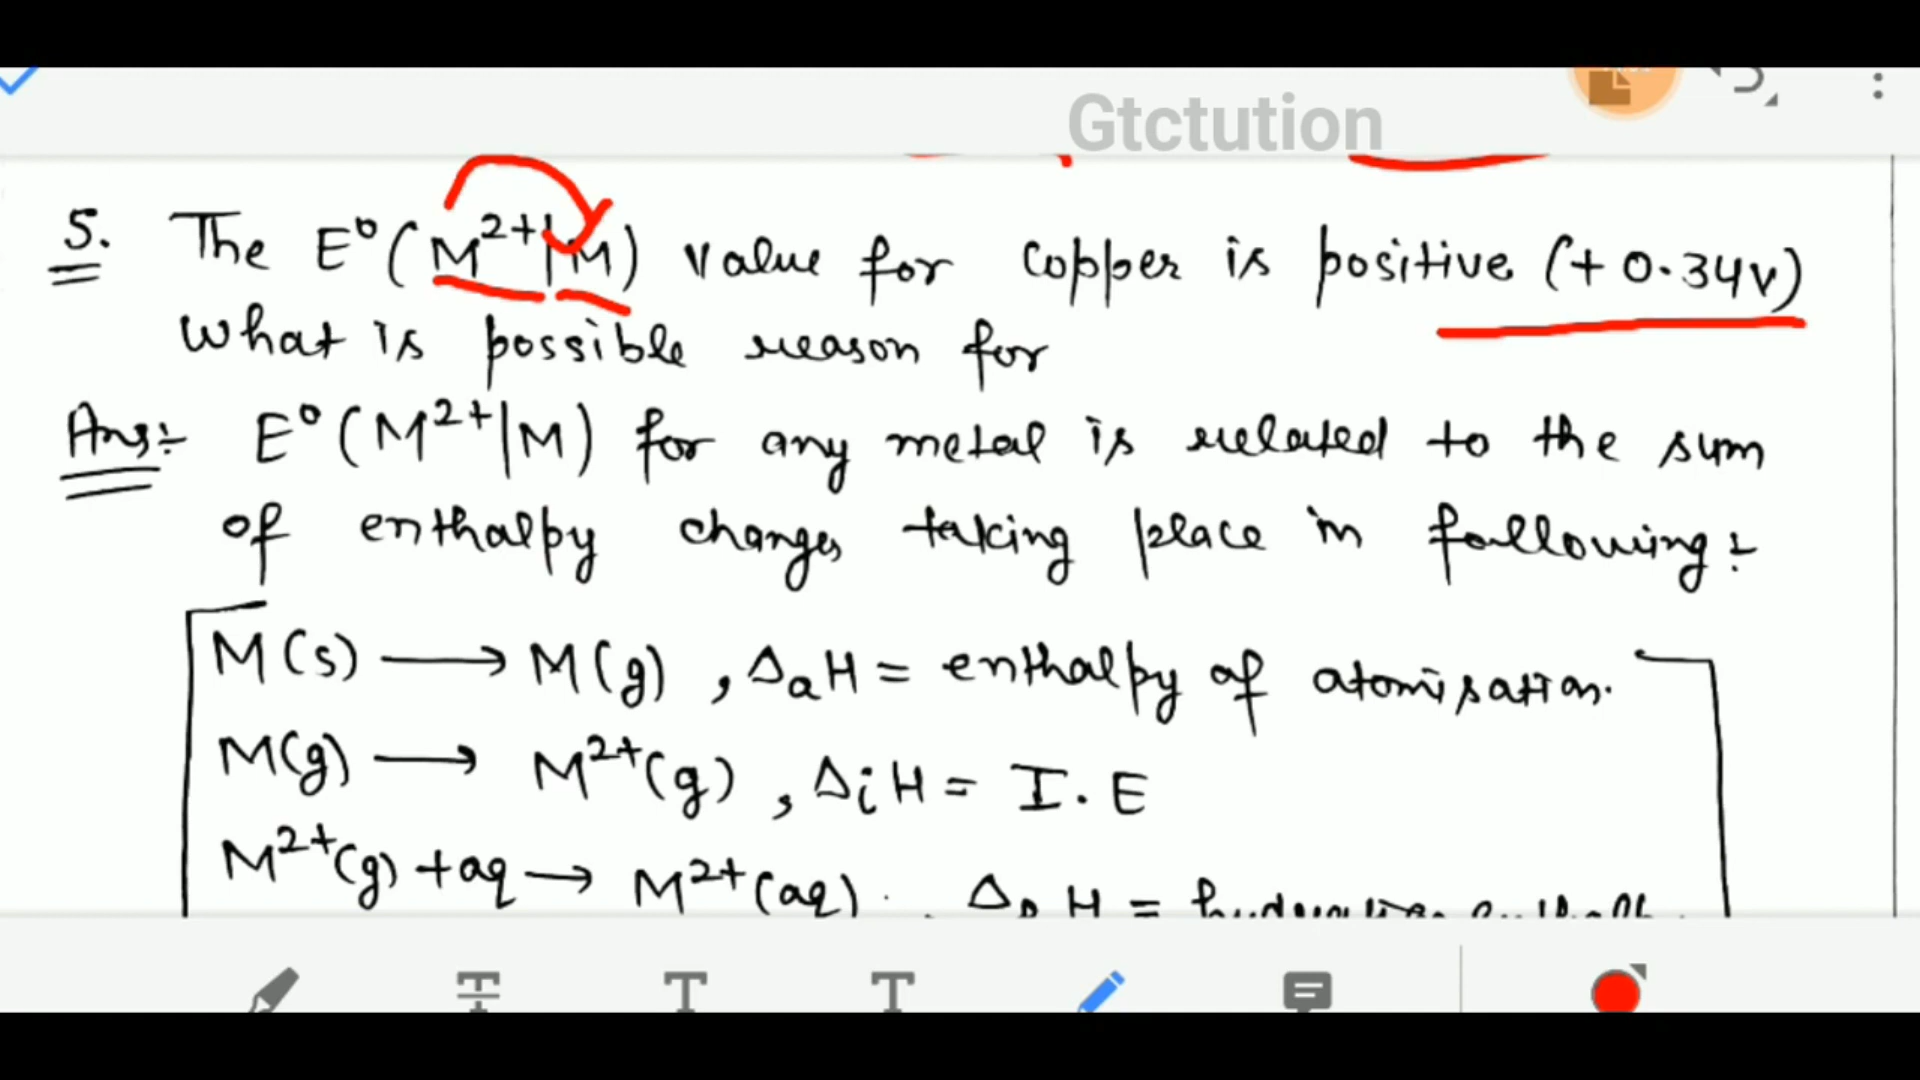 Gtctution
5. The E⁰(M²⁺|M) value for copper is positive (+0.34V)
what is possible reason for
Ans:- E⁰(M²⁺|M) for any metal is related to the sum
of enthalpy changes taking place in following:-
M(s) ⟶ M(g), ΔaH = enthalpy of atomisation.
M(g) ⟶ M²⁺(g), ΔiH = I.E
M²⁺(g) + aq → M²⁺(aq)